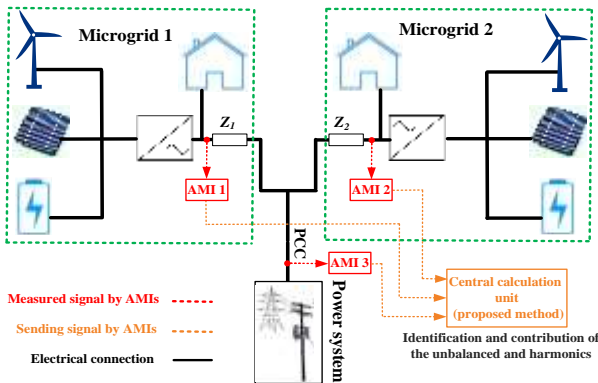 Microgrid 1
Microgrid 2
Z1
Z2
AMI 1
AMI 2
PCC
AMI 3
Power system
Central calculation
unit
(proposed method)
Measured signal by AMIs
Sending signal by AMIs
Electrical connection
Identification and contribution of
the unbalanced and harmonics